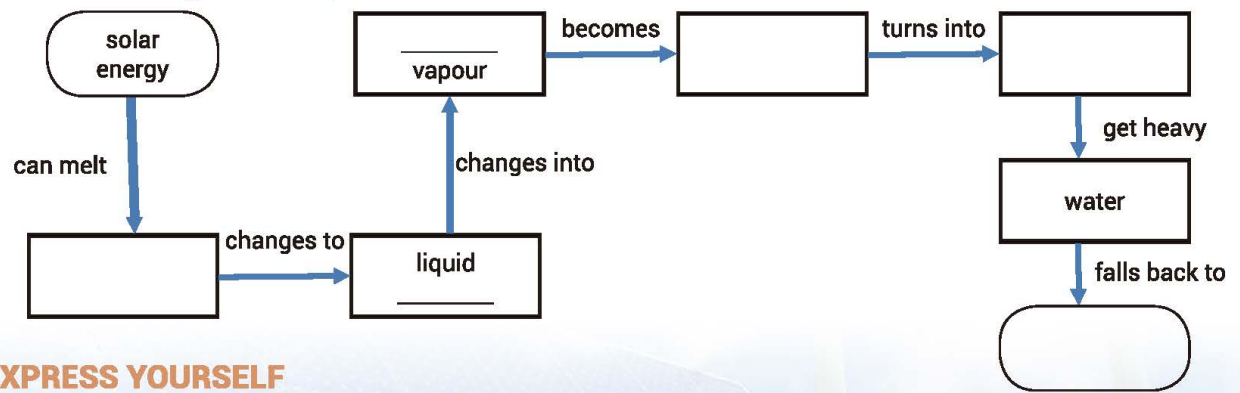 solar
energy
can melt
changes to
liquid
changes into
vapour
becomes
turns into
get heavy
water
falls back to
XPRESS YOURSELF